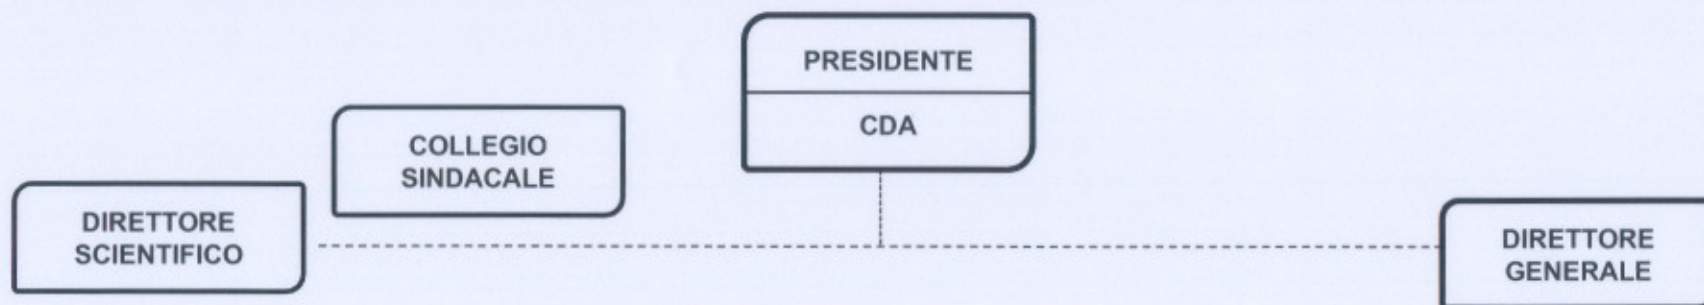 PRESIDENTE
CDA
COLLEGIO
SINDACALE
DIRETTORE
SCIENTIFICO
DIRETTORE
GENERALE